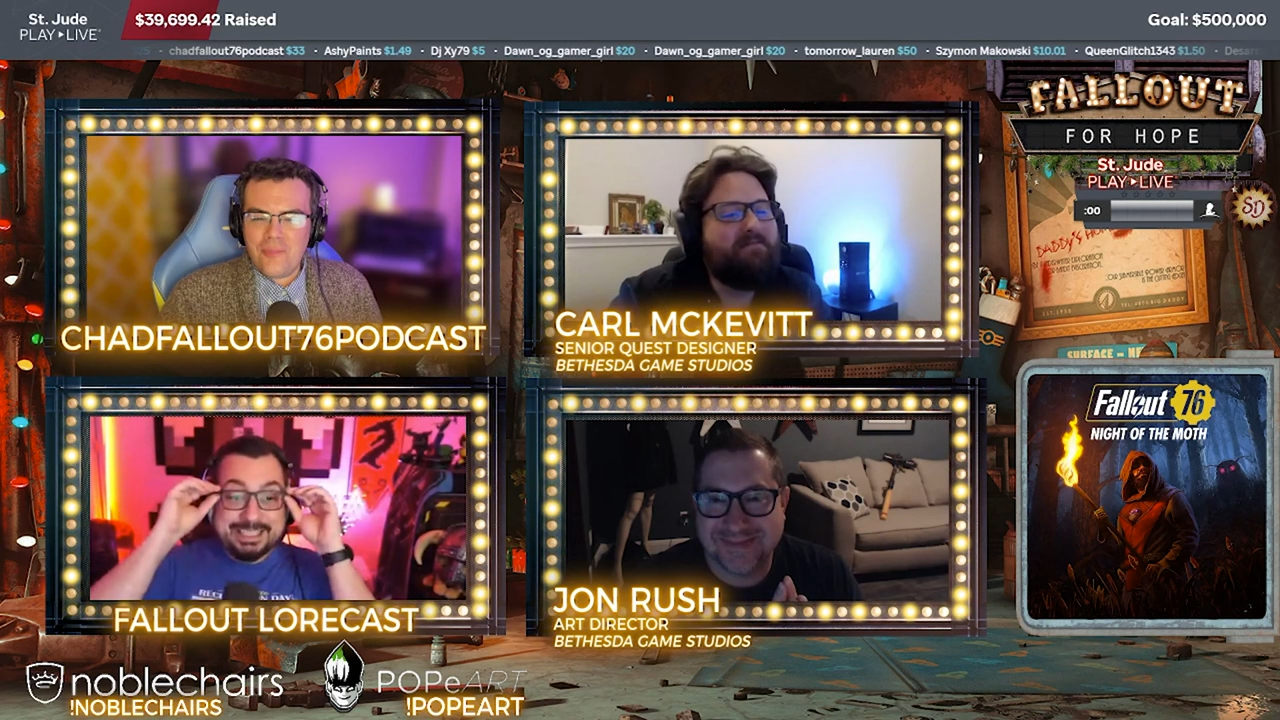 St. Jude
PLAY LIVE
$39,699.42 Raised
Goal: $500,000
chadfallout76podcast $33 · AshyPaints $1.49 · Dj Xy79 $5 · Dawn_og_gamer_girl $20 · Dawn_og_gamer_girl $20 · tomorrow_lauren $50 · Szymon Makowski $10.01 · QueenGlitch1343 $1.50
FALLOUT
FOR HOPE
St. Jude
PLAY LIVE
:00
SJ
DADDY'S
CHADFALLOUT76PODCAST
CARL MCKEVITT
SENIOR QUEST DESIGNER
BETHESDA GAME STUDIOS
Fallout 76
NIGHT OF THE MOTH
FALLOUT LORECAST
JON RUSH
ART DIRECTOR
BETHESDA GAME STUDIOS
noblechairs
!NOBLECHAIRS
POPeART
!POPEART